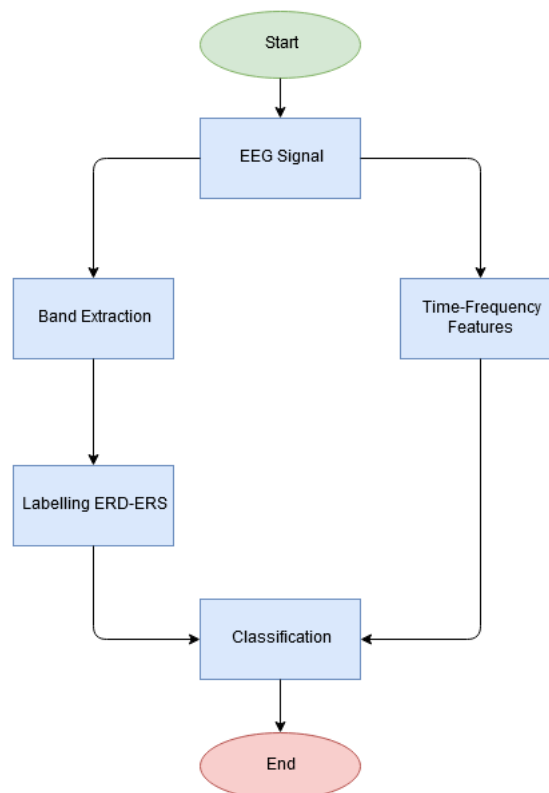 Start
EEG Signal
Band Extraction
Time-Frequency
Features
Labelling ERD-ERS
Classification
End